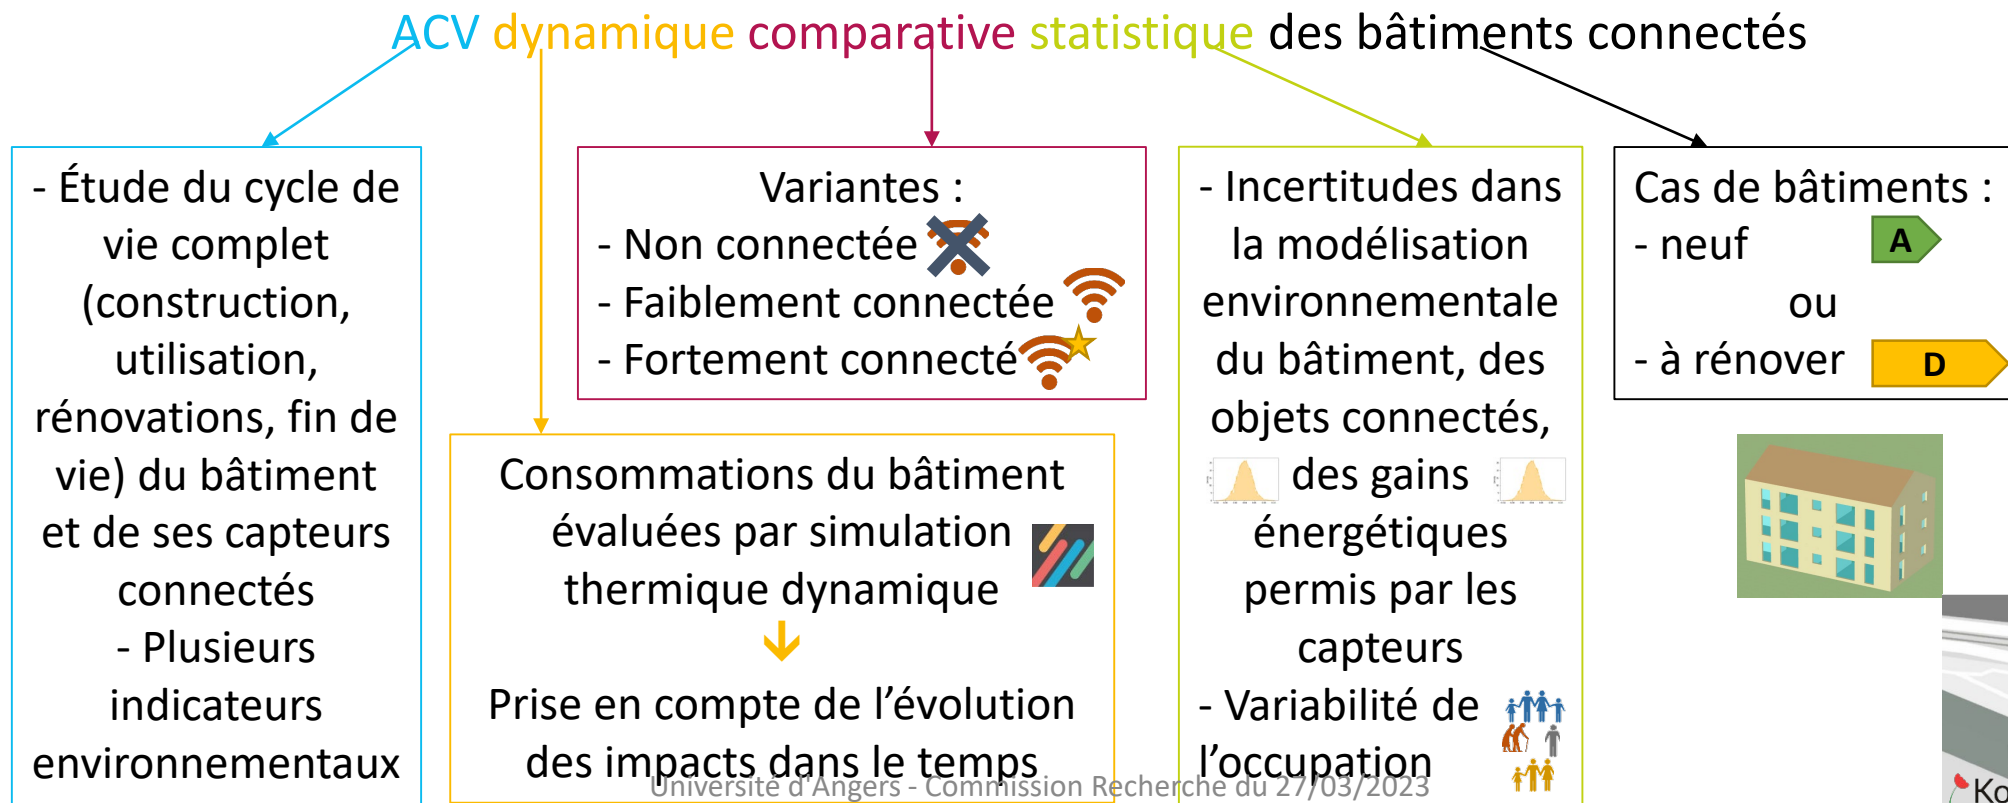 ACV dynamique comparative statistique des bâtiments connectés
- Étude du cycle de
vie complet
(construction,
utilisation,
rénovations, fin de
vie) du bâtiment
et de ses capteurs
connectés
- Plusieurs
indicateurs
environnementaux
Consommations du bâtiment
évaluées par simulation
thermique dynamique
Prise en compte de l’évolution
des impacts dans le temps
Variantes :
- Non connectée
- Faiblement connectée
- Fortement connecté
- Incertitudes dans
la modélisation
environnementale
du bâtiment, des
objets connectés,
des gains
énergétiques
permis par les
capteurs
- Variabilité de
l’occupation
Cas de bâtiments :
- neuf
A
ou
- à rénover
D
Université d'Angers - Commission Recherche du 27/03/2023